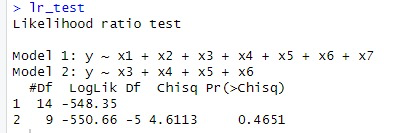 > lr_test
Likelihood ratio test

Model 1: y ~ x1 + x2 + x3 + x4 + x5 + x6 + x7
Model 2: y ~ x3 + x4 + x5 + x6
  #Df  LogLik Df  Chisq Pr(>Chisq)
1  14 -548.35
2   9 -550.66 -5 4.6113     0.4651